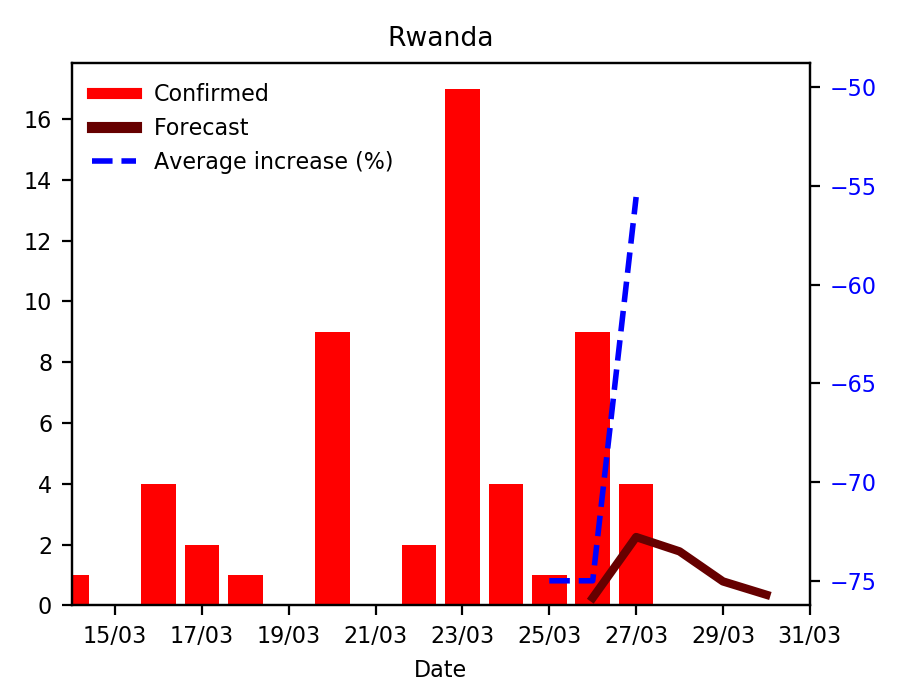 Rwanda
Confirmed
Forecast
Average increase (%)
16
14
12
10
8
6
4
2
0
−50
−55
−60
−65
−70
−75
15/03 17/03 19/03 21/03 23/03 25/03 27/03 29/03 31/03
Date